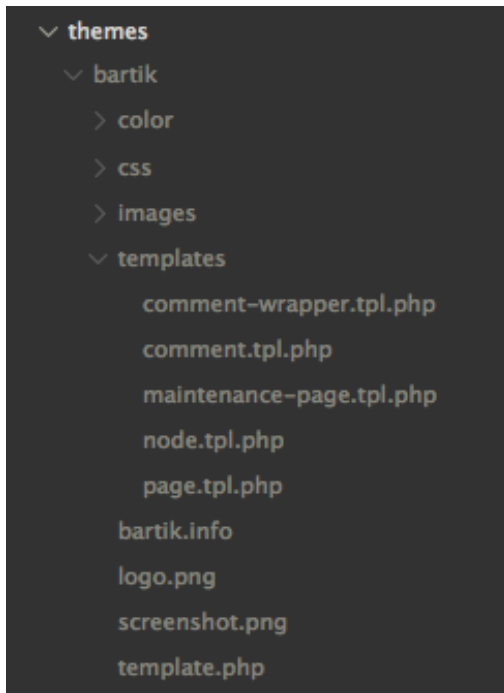 themes
bartik
color
css
images
templates
comment-wrapper.tpl.php
comment.tpl.php
maintenance-page.tpl.php
node.tpl.php
page.tpl.php
bartik.info
logo.png
screenshot.png
template.php